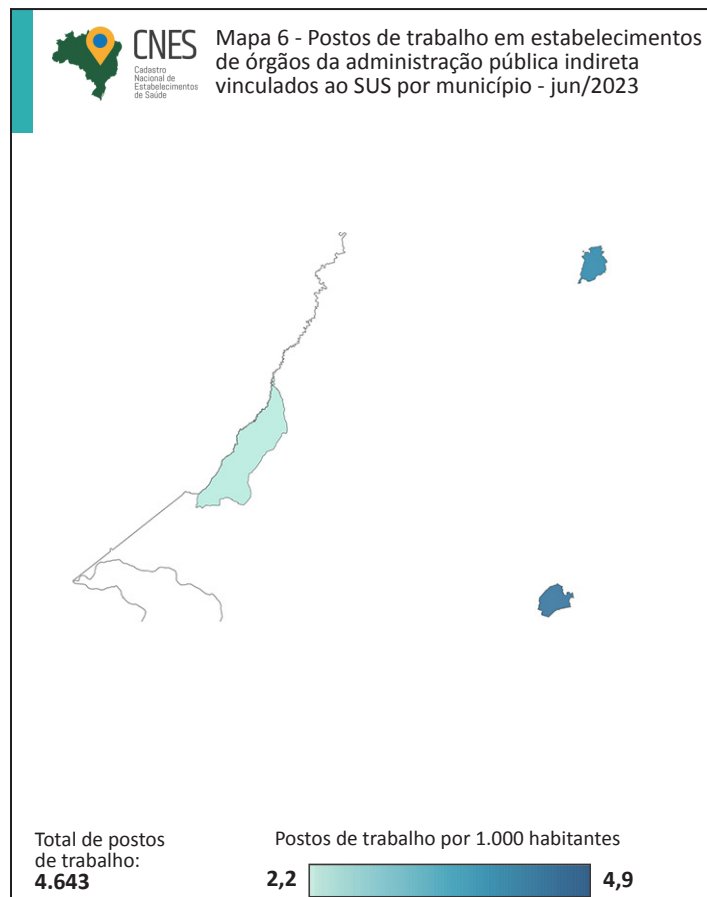 CNES
Cadastro
Nacional de
Estabelecimentos
de Saúde
Mapa 6 - Postos de trabalho em estabelecimentos
de órgãos da administração pública indireta
vinculados ao SUS por município - jun/2023
Total de postos
de trabalho:
4.643
Postos de trabalho por 1.000 habitantes
2,2
4,9